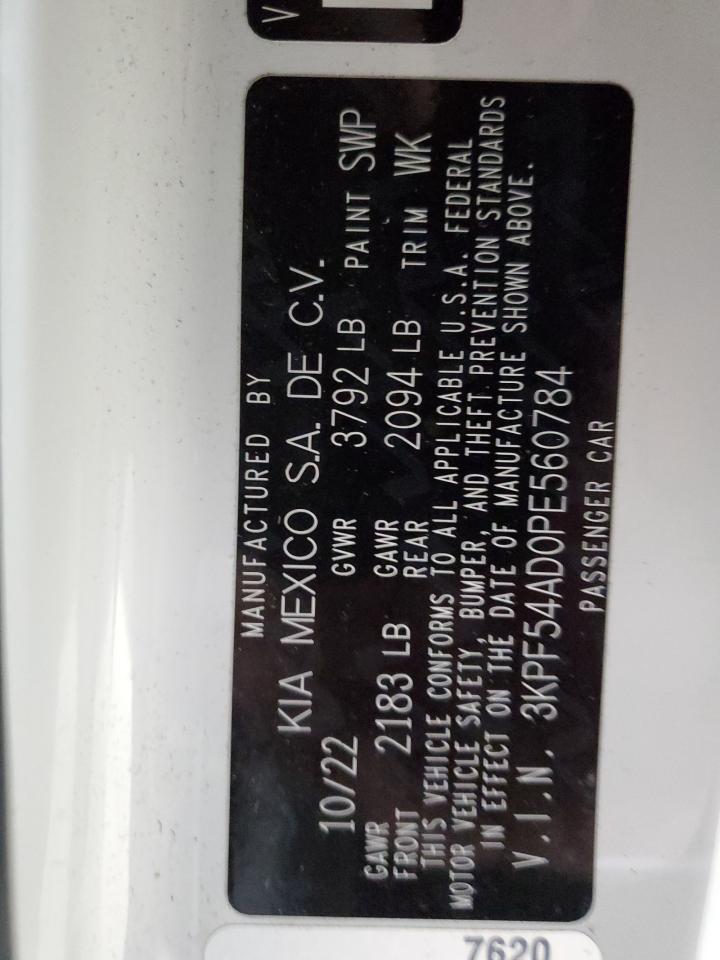 V
MANUFACTURED BY
KIA MEXICO S.A. DE C.V.
10/22 GVWR 3792 LB PAINT SWP
GAWR FRONT 2183 LB GAWR REAR 2094 LB TRIM WK
THIS VEHICLE CONFORMS TO ALL APPLICABLE U.S.A. FEDERAL
MOTOR VEHICLE SAFETY, BUMPER, AND THEFT PREVENTION STANDARDS
IN EFFECT ON THE DATE OF MANUFACTURE SHOWN ABOVE.
V.I.N. 3KPF54AD0PE560784
PASSENGER CAR
7620